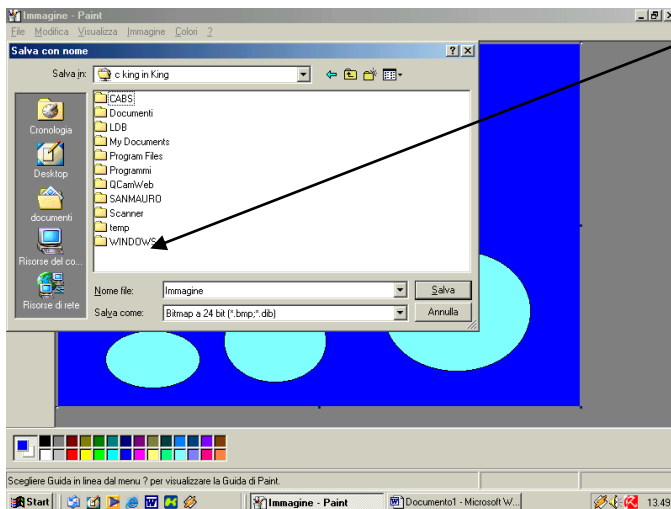 Immagine - Paint
File Modifica Visualizza Immagine Colori ?
Salva con nome
Salva in: c king in King
Cronologia
Desktop
documenti
Risorse del co...
Risorse di rete
CABS
Documenti
LDB
My Documents
Program Files
Programmi
QCamWeb
SANMAURO
Scanner
temp
WINDOWS
Nome file: Immagine Salva
Salva come: Bitmap a 24 bit (*.bmp;*.dib) Annulla
Scegliere Guida in linea dal menu ? per visualizzare la Guida di Paint.
Start Immagine - Paint Documento1 - Microsoft W... 13.49